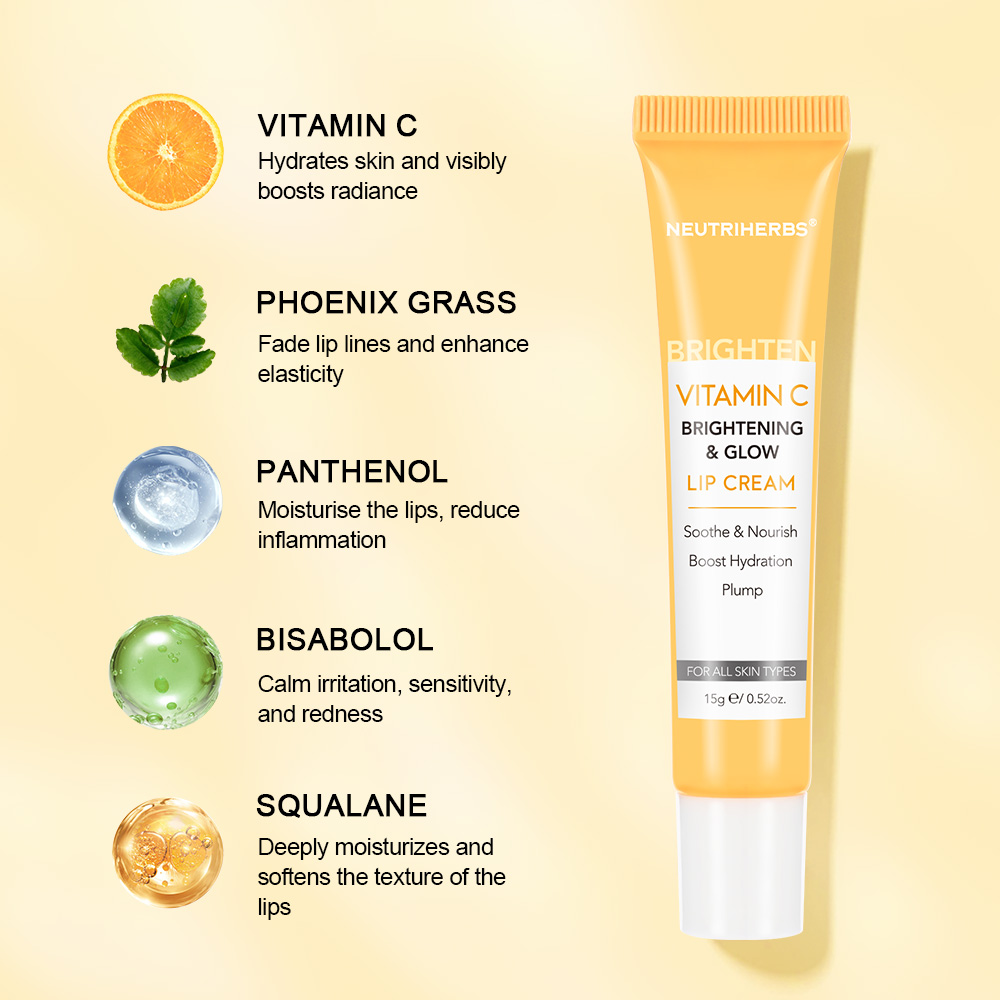 VITAMIN C
Hydrates skin and visibly
boosts radiance
PHOENIX GRASS
Fade lip lines and enhance
elasticity
PANTHENOL
Moisturise the lips, reduce
inflammation
BISABOLOL
Calm irritation, sensitivity,
and redness
SQUALANE
Deeply moisturizes and
softens the texture of the
lips
NEUTRIHERBS®
BRIGHTEN
VITAMIN C
BRIGHTENING
& GLOW
LIP CREAM
Soothe & Nourish
Boost Hydration
Plump
FOR ALL SKIN TYPES
15g ℮/ 0.52oz.